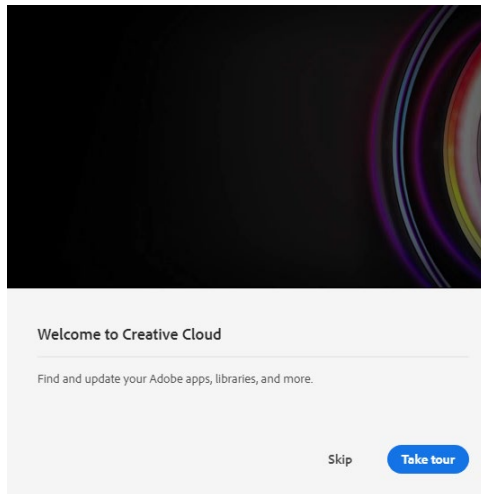 Welcome to Creative Cloud
Find and update your Adobe apps, libraries, and more.
Skip
Take tour